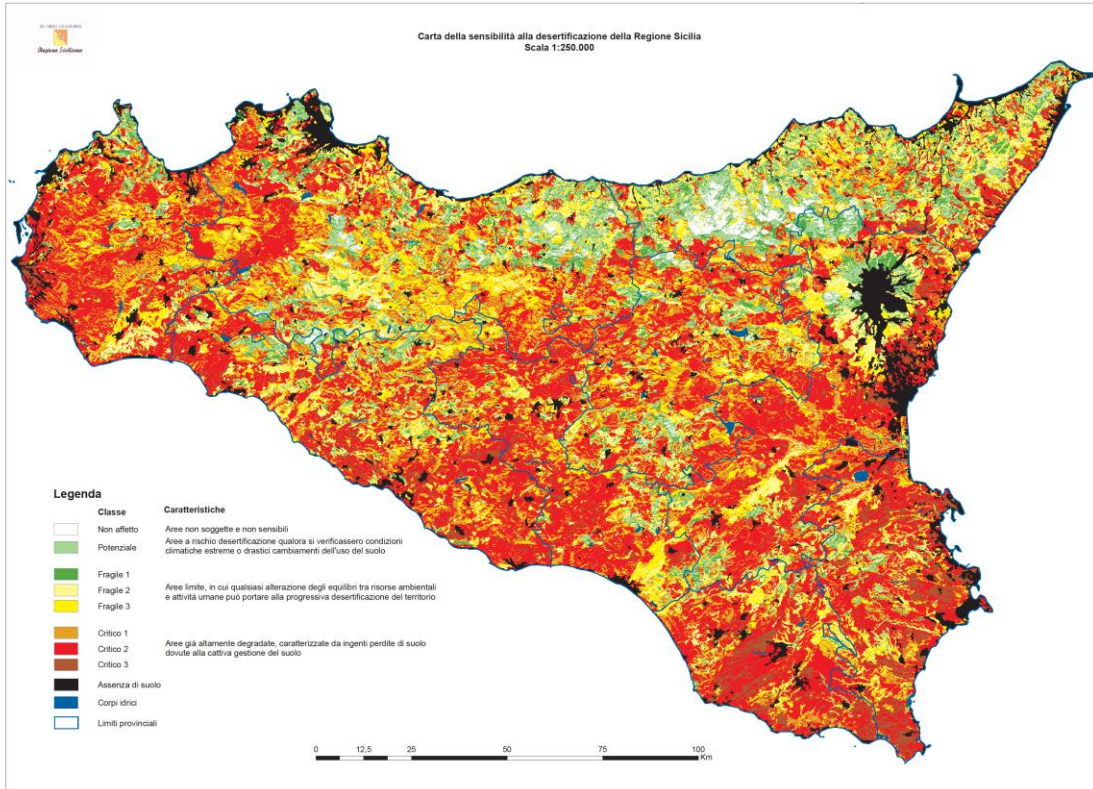 Regione Siciliana
Carta della sensibilità alla desertificazione della Regione Sicilia
Scala 1:250.000
Legenda
Classe Caratteristiche
Non affetto Aree non soggette e non sensibili
Potenziale Aree a rischio desertificazione qualora si verificassero condizioni
climatiche estreme o drastici cambiamenti dell'uso del suolo
Fragile 1
Fragile 2 Aree limite, in cui qualsiasi alterazione degli equilibri tra risorse ambientali
Fragile 3 e attività umane può portare alla progressiva desertificazione del territorio
Critico 1
Critico 2 Aree già altamente degradate, caratterizzate da ingenti perdite di suolo
dovute alla cattiva gestione del suolo
Critico 3
Assenza di suolo
Corpi idrici
Limiti provinciali
0 12,5 25 50 75 100
Km